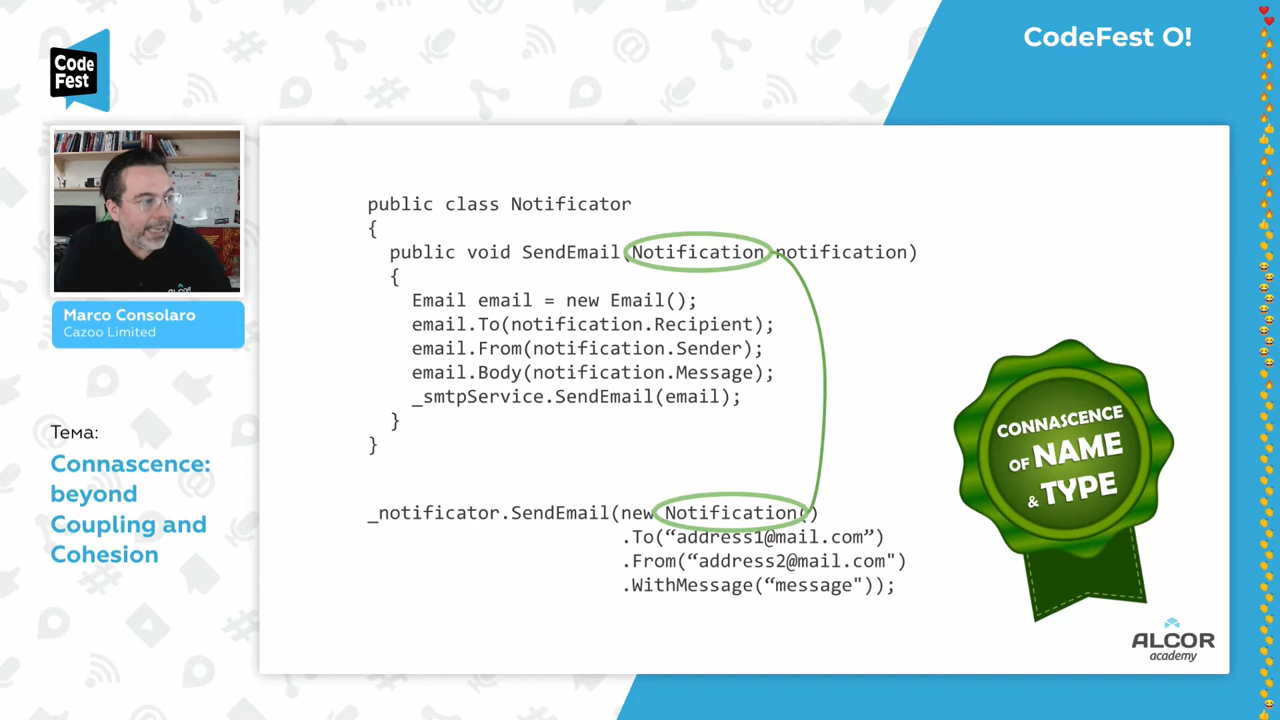 CodeFest O!
Code
Fest
Marco Consolaro
Cazoo Limited
Тема:
Connascence:
beyond
Coupling and
Cohesion
public class Notificator
{
public void SendEmail(Notification notification)
{
Email email = new Email();
email.To(notification.Recipient);
email.From(notification.Sender);
email.Body(notification.Message);
_smtpService.SendEmail(email);
}
}
_notificator.SendEmail(new Notification()
.To(“address1@mail.com”)
.From(“address2@mail.com")
.WithMessage(“message"));
CONNASCENCE
OF NAME
& TYPE
ALCOR
academy